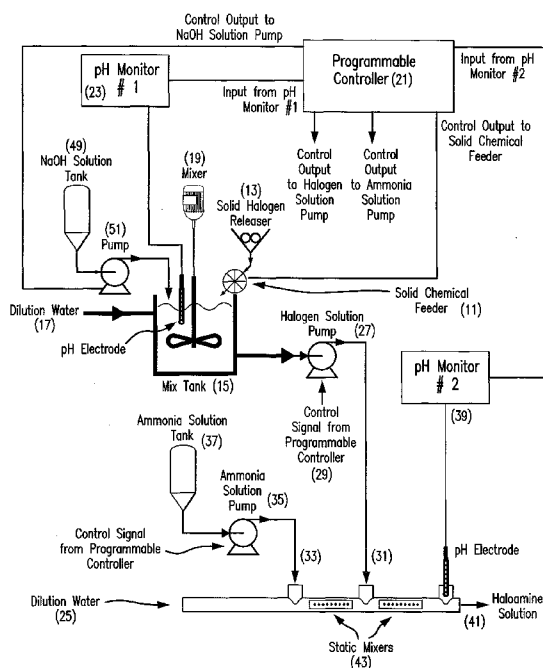 Control Output to
NaOH Solution Pump
pH Monitor
# 1
(23)
Programmable
Controller (21)
Input from pH
Monitor #1
Input from pH
Monitor #2
Control Output to
Solid Chemical
Feeder
Control
Output
to Halogen
Solution
Pump
Control
Output
to Ammonia
Solution
Pump
(49)
NaOH Solution
Tank
(19)
Mixer
(13)
Solid Halogen
Releaser
(51)
Pump
Dilution Water
(17)
pH Electrode
Mix Tank (15)
Solid Chemical
Feeder (11)
Halogen Solution
Pump (27)
Control
Signal from
Programmable
Controller
(29)
pH Monitor
# 2
(39)
Ammonia Solution
Tank
(37)
Ammonia
Solution
Pump
(35)
Control Signal
from Programmable
Controller
(33)
(31)
pH Electrode
Dilution Water
(25)
Haloamine
Solution
(41)
Static Mixers
(43)